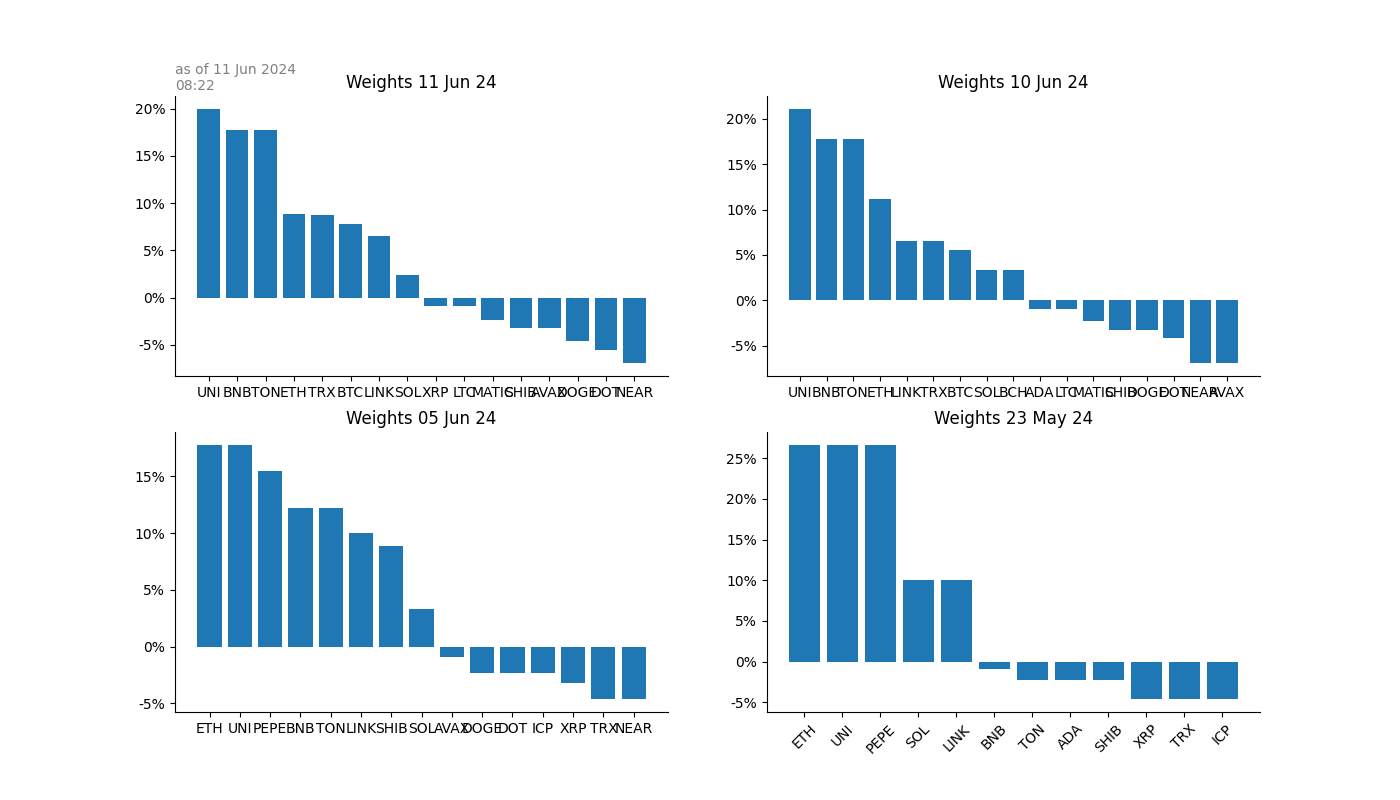 as of 11 Jun 2024
08:22
Weights 11 Jun 24
20%
15%
10%
5%
0%
-5%
UNI BNB TON ETH TRX BTC LINK SOL XRP LTC MATIC SHIB AVAX DOGE DOT NEAR
Weights 10 Jun 24
20%
15%
10%
5%
0%
-5%
UNI BNB TON ETH LINK TRX BTC SOL BCH ADA LTC MATIC SHIB DOGE DOT NEAR AVAX
Weights 05 Jun 24
15%
10%
5%
0%
-5%
ETH UNI PEPE BNB TON LINK SHIB SOL AVAX DOGE DOT ICP XRP TRX NEAR
Weights 23 May 24
25%
20%
15%
10%
5%
0%
-5%
ETH UNI PEPE SOL LINK BNB TON ADA SHIB XRP TRX ICP